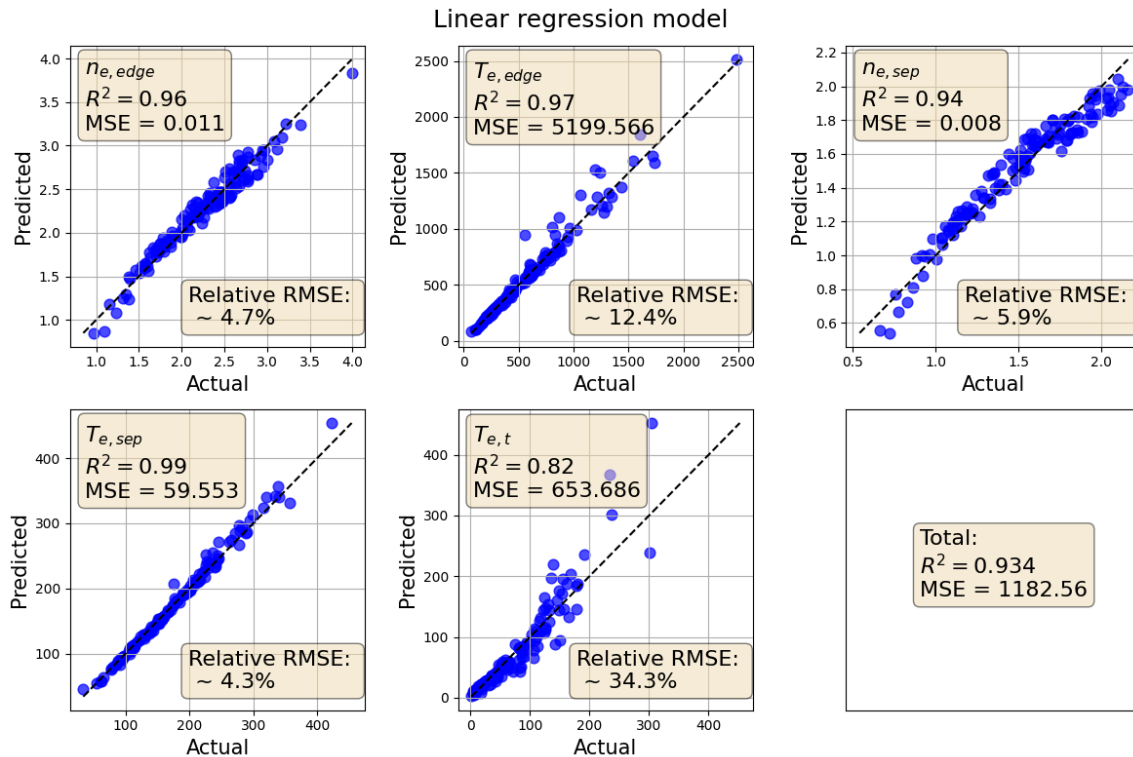 Linear regression model
n_{e,edge}
R² = 0.96
MSE = 0.011
Relative RMSE:
~ 4.7%
4.0
3.5
3.0
2.5
2.0
1.5
1.0
1.0 1.5 2.0 2.5 3.0 3.5 4.0
Predicted
Actual
T_{e,edge}
R² = 0.97
MSE = 5199.566
Relative RMSE:
~ 12.4%
2500
2000
1500
1000
500
0
0 500 1000 1500 2000 2500
Predicted
Actual
n_{e,sep}
R² = 0.94
MSE = 0.008
Relative RMSE:
~ 5.9%
2.2
2.0
1.8
1.6
1.4
1.2
1.0
0.8
0.6
0.5 1.0 1.5 2.0
Predicted
Actual
T_{e,sep}
R² = 0.99
MSE = 59.553
Relative RMSE:
~ 4.3%
400
300
200
100
100 200 300 400
Predicted
Actual
T_{e,t}
R² = 0.82
MSE = 653.686
Relative RMSE:
~ 34.3%
400
300
200
100
0
0 100 200 300 400
Predicted
Actual
Total:
R² = 0.934
MSE = 1182.56